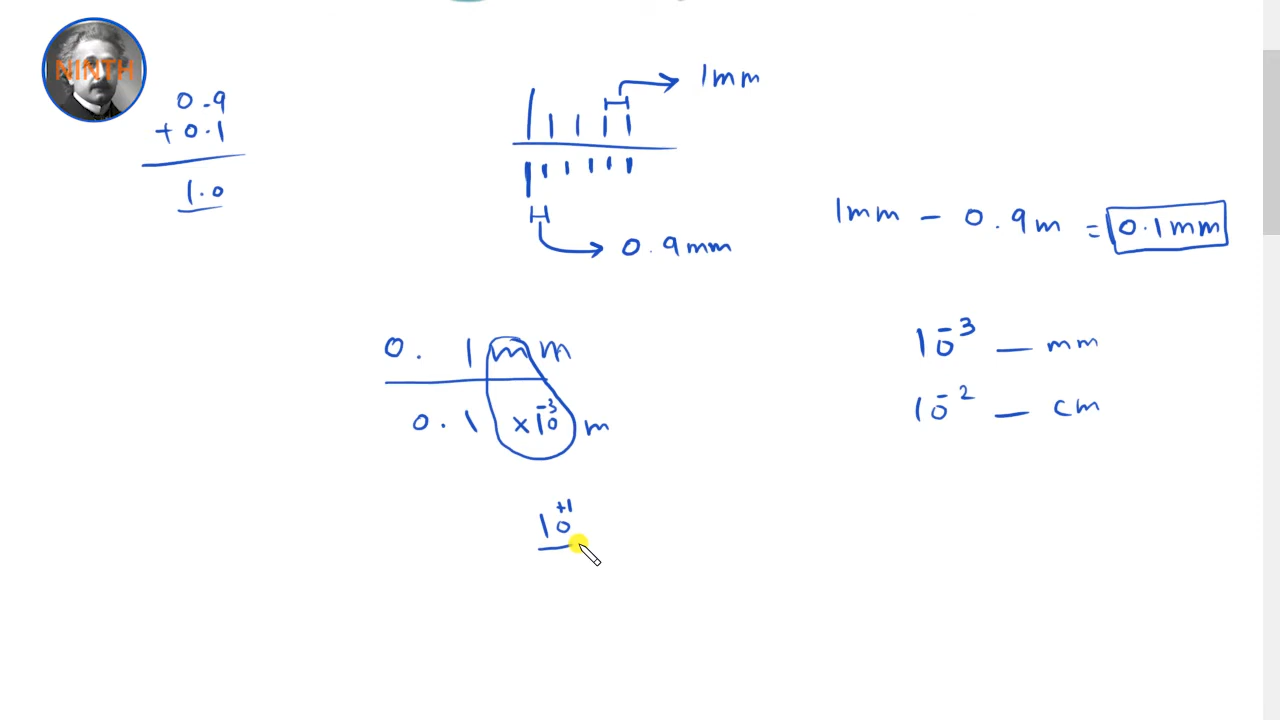 NINTH
0.9
+ 0.1
1.0
1mm
0.9mm
1mm - 0.9m = 0.1mm
0.1mm
0.1 ×10⁻³ m
10⁻³ — mm
10⁻² — cm
10⁺¹